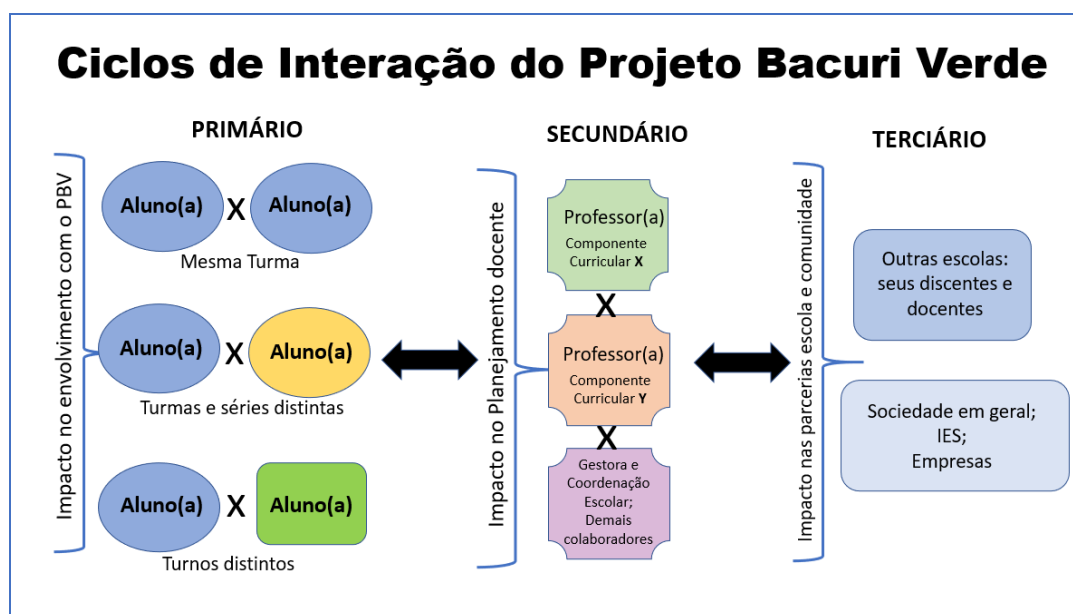 Ciclos de Interação do Projeto Bacuri Verde
PRIMÁRIO
Impacto no envolvimento com o PBV
Aluno(a) X Aluno(a)
Mesma Turma
Aluno(a) X Aluno(a)
Turmas e séries distintas
Aluno(a) X Aluno(a)
Turnos distintos
SECUNDÁRIO
Impacto no Planejamento docente
Professor(a)
Componente
Curricular X
X
Professor(a)
Componente
Curricular Y
X
Gestora e
Coordenação
Escolar;
Demais
colaboradores
TERCIÁRIO
Impacto nas parcerias escola e comunidade
Outras escolas:
seus discentes e
docentes
Sociedade em geral;
IES;
Empresas